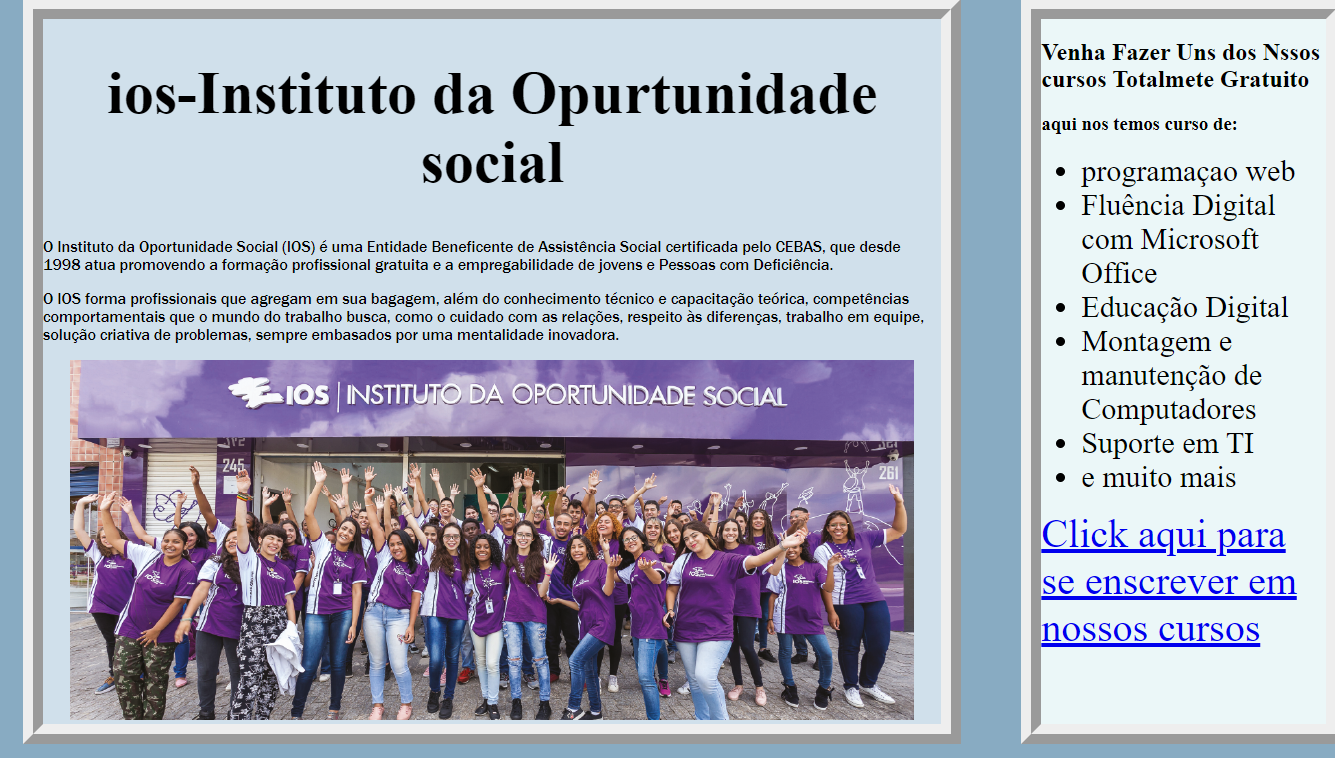 ios-Instituto da Opurtunidade
social
O Instituto da Oportunidade Social (IOS) é uma Entidade Beneficente de Assistência Social certificada pelo CEBAS, que desde
1998 atua promovendo a formação profissional gratuita e a empregabilidade de jovens e Pessoas com Deficiência.
O IOS forma profissionais que agregam em sua bagagem, além do conhecimento técnico e capacitação teórica, competências
comportamentais que o mundo do trabalho busca, como o cuidado com as relações, respeito às diferenças, trabalho em equipe,
solução criativa de problemas, sempre embasados por uma mentalidade inovadora.
IOS | INSTITUTO DA OPORTUNIDADE SOCIAL
245
261
Venha Fazer Uns dos Nssos
cursos Totalmete Gratuito
aqui nos temos curso de:
• programaçao web
• Fluência Digital
com Microsoft
Office
• Educação Digital
• Montagem e
manutenção de
Computadores
• Suporte em TI
• e muito mais
Click aqui para
se enscrever em
nossos cursos